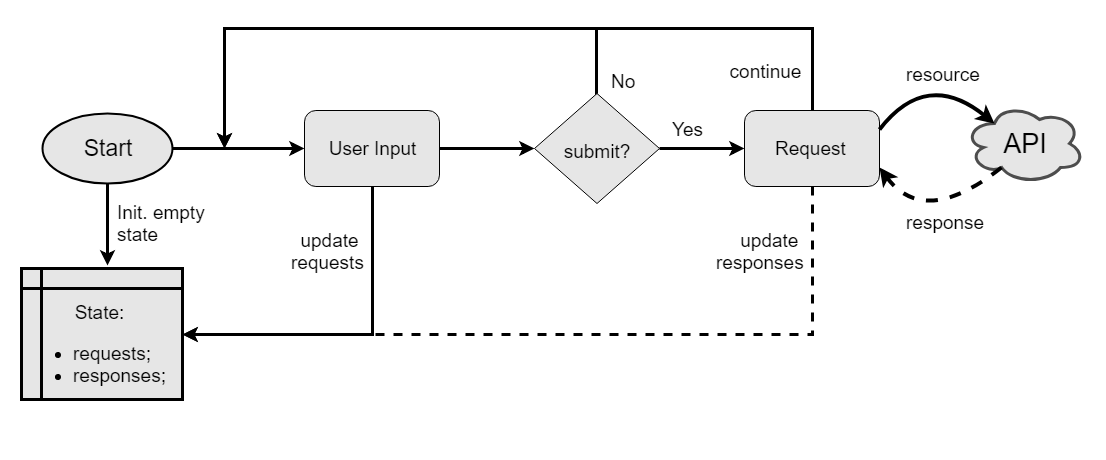 continue
resource
No
Start
User Input
submit?
Yes
Request
API
Init. empty
state
update
requests
update
responses
response
State:
• requests;
• responses;